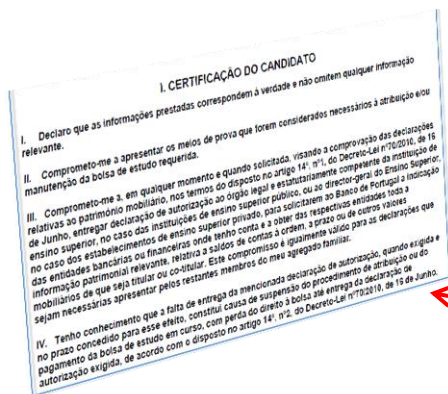 I. CERTIFICAÇÃO DO CANDIDATO
I. Declaro que as informações prestadas correspondem à verdade e não omitem qualquer informação
relevante.
II. Comprometo-me a apresentar os meios de prova que forem considerados necessários à atribuição e/ou
manutenção da bolsa de estudo requerida.
III. Comprometo-me a, em qualquer momento e quando solicitada, visando a comprovação das declarações
relativas ao património mobiliário, nos termos do disposto no artigo 14º, nº1, do Decreto-Lei nº70/2010, de 16
de Junho, entregar declaração de autorização ao órgão legal e estatutariamente competente da instituição de
ensino superior, no caso das instituições de ensino superior público, ou ao director-geral do Ensino Superior,
no caso dos estabelecimentos de ensino superior privado, para solicitarem ao Banco de Portugal a indicação
das entidades bancárias ou financeiras onde tenho conta e a obter das respectivas entidades toda a
informação patrimonial relevante, relativa a saldos de contas à ordem, a prazo ou de outros valores
mobiliários de que seja titular ou co-titular. Este compromisso é igualmente válido para as declarações que
sejam necessárias apresentar pelos restantes membros do meu agregado familiar.
IV. Tenho conhecimento que a falta de entrega da mencionada declaração de autorização, quando exigida e
no prazo concedido para esse efeito, constitui causa de suspensão do procedimento de atribuição ou do
pagamento da bolsa de estudo em curso, com perda do direito à bolsa até entrega da declaração de
autorização exigida, de acordo com o disposto no artigo 14º, nº2, do Decreto-Lei nº70/2010, de 16 de Junho.